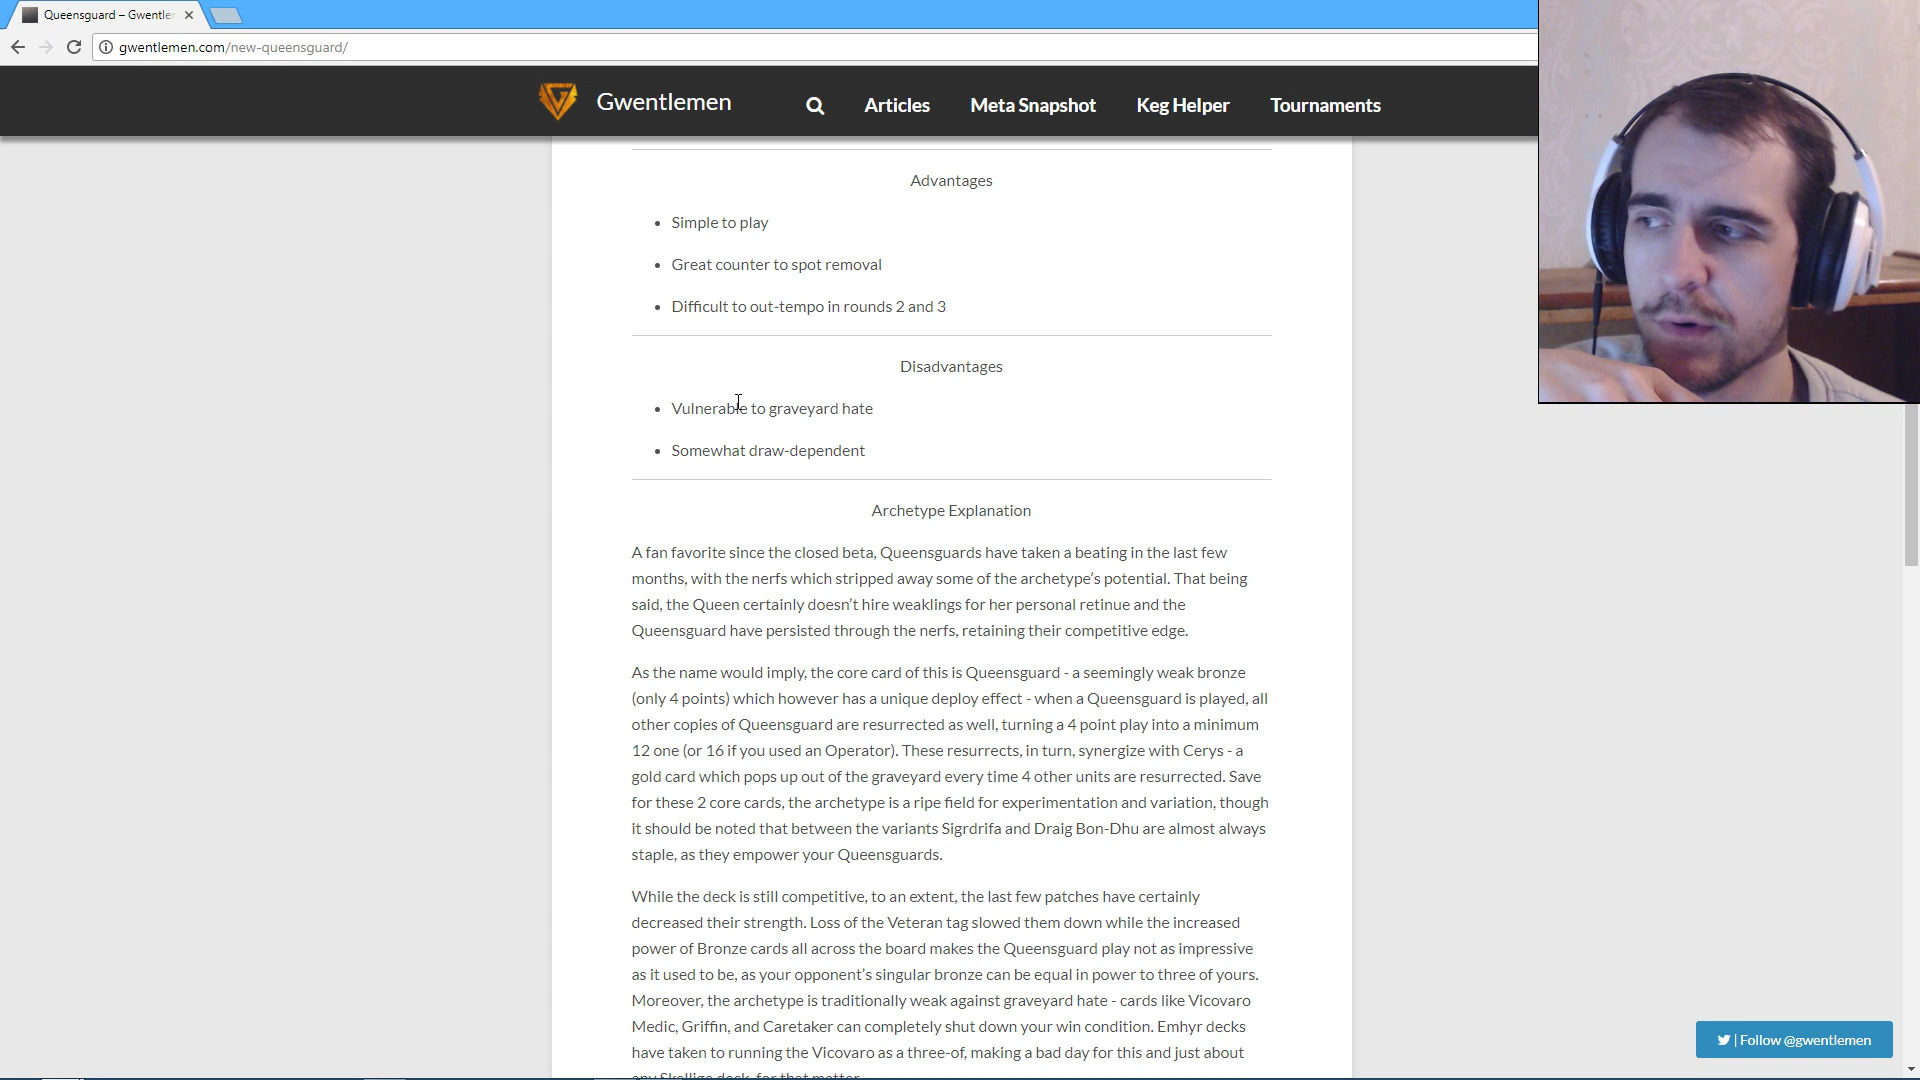 Queensguard – Gwentler
gwentlemen.com/new-queensguard/
Gwentlemen
Articles
Meta Snapshot
Keg Helper
Tournaments
Advantages
Simple to play
Great counter to spot removal
Difficult to out-tempo in rounds 2 and 3
Disadvantages
Vulnerable to graveyard hate
Somewhat draw-dependent
Archetype Explanation
A fan favorite since the closed beta, Queensguards have taken a beating in the last few
months, with the nerfs which stripped away some of the archetype’s potential. That being
said, the Queen certainly doesn’t hire weaklings for her personal retinue and the
Queensguard have persisted through the nerfs, retaining their competitive edge.
As the name would imply, the core card of this is Queensguard - a seemingly weak bronze
(only 4 points) which however has a unique deploy effect - when a Queensguard is played, all
other copies of Queensguard are resurrected as well, turning a 4 point play into a minimum
12 one (or 16 if you used an Operator). These resurrects, in turn, synergize with Cerys - a
gold card which pops up out of the graveyard every time 4 other units are resurrected. Save
for these 2 core cards, the archetype is a ripe field for experimentation and variation, though
it should be noted that between the variants Sigrdrifa and Draig Bon-Dhu are almost always
staple, as they empower your Queensguards.
While the deck is still competitive, to an extent, the last few patches have certainly
decreased their strength. Loss of the Veteran tag slowed them down while the increased
power of Bronze cards all across the board makes the Queensguard play not as impressive
as it used to be, as your opponent’s singular bronze can be equal in power to three of yours.
Moreover, the archetype is traditionally weak against graveyard hate - cards like Vicovaro
Medic, Griffin, and Caretaker can completely shut down your win condition. Emhyr decks
have taken to running the Vicovaro as a three-of, making a bad day for this and just about
any Skellige deck, for that matter.
| Follow @gwentlemen